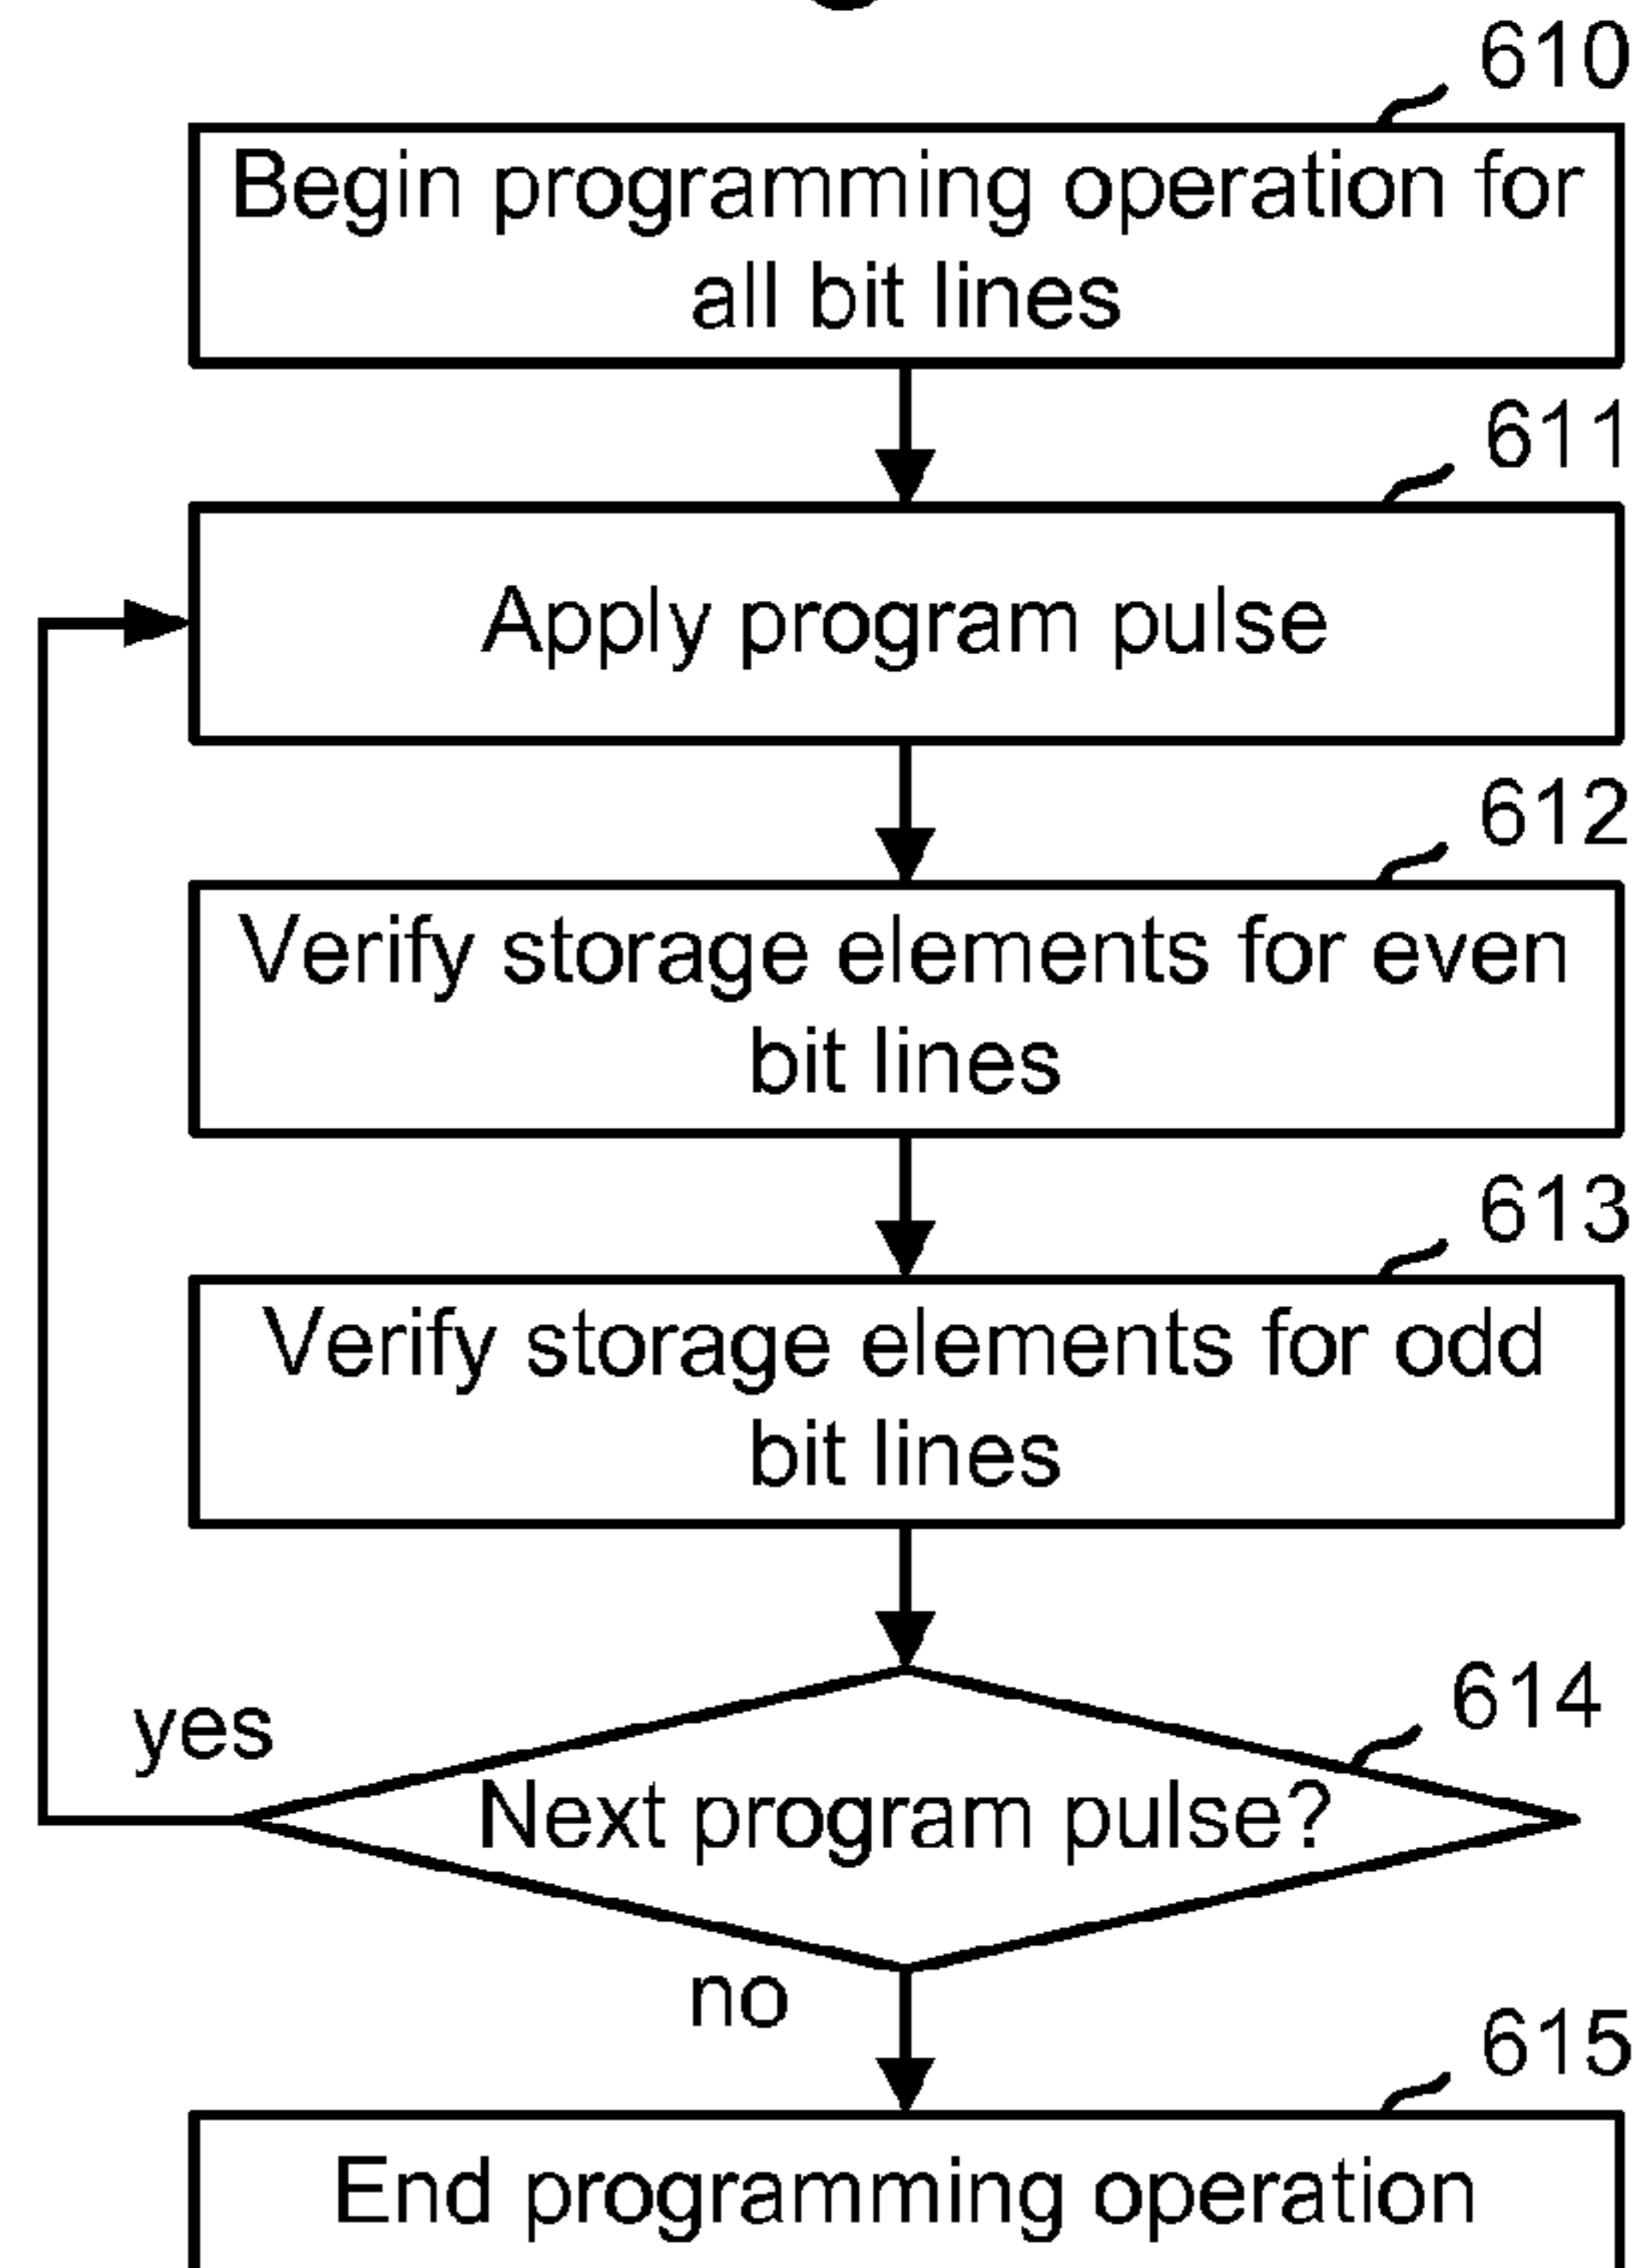 610
Begin programming operation for
all bit lines
611
Apply program pulse
612
Verify storage elements for even
bit lines
613
Verify storage elements for odd
bit lines
614
yes
Next program pulse?
no
615
End programming operation